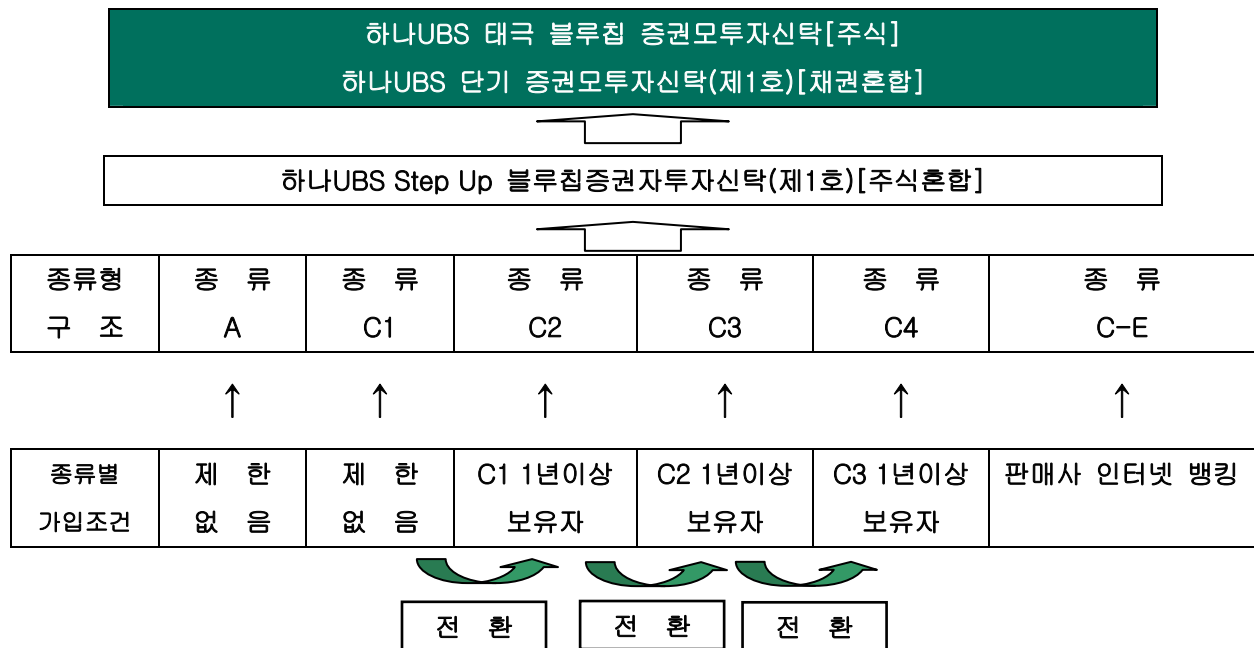 하나UBS 태극 블루칩 증권모투자신탁[주식]
하나UBS 단기 증권모투자신탁(제1호)[채권혼합]
하나UBS Step Up 블루칩증권자투자신탁(제1호)[주식혼합]
종류형 종 류 종 류 종 류 종 류 종 류 종 류
구 조 A C1 C2 C3 C4 C-E
↑ ↑ ↑ ↑ ↑ ↑
종류별 제 한 제 한 C1 1년이상 C2 1년이상 C3 1년이상 판매사 인터넷 뱅킹
가입조건 없 음 없 음 보유자 보유자 보유자
전 환 전 환 전 환